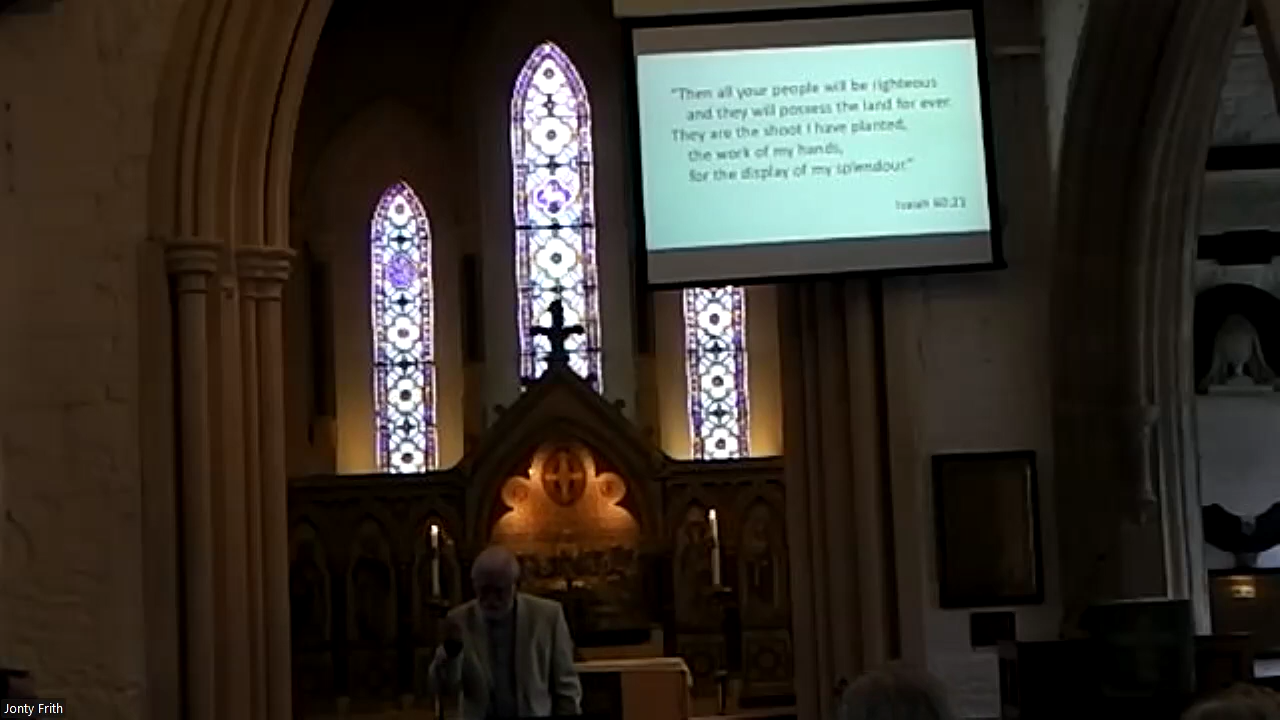 "Then all your people will be righteous
and they will possess the land for ever.
They are the shoot I have planted,
the work of my hands,
for the display of my splendour."
Isaiah 60:21
Jonty Frith